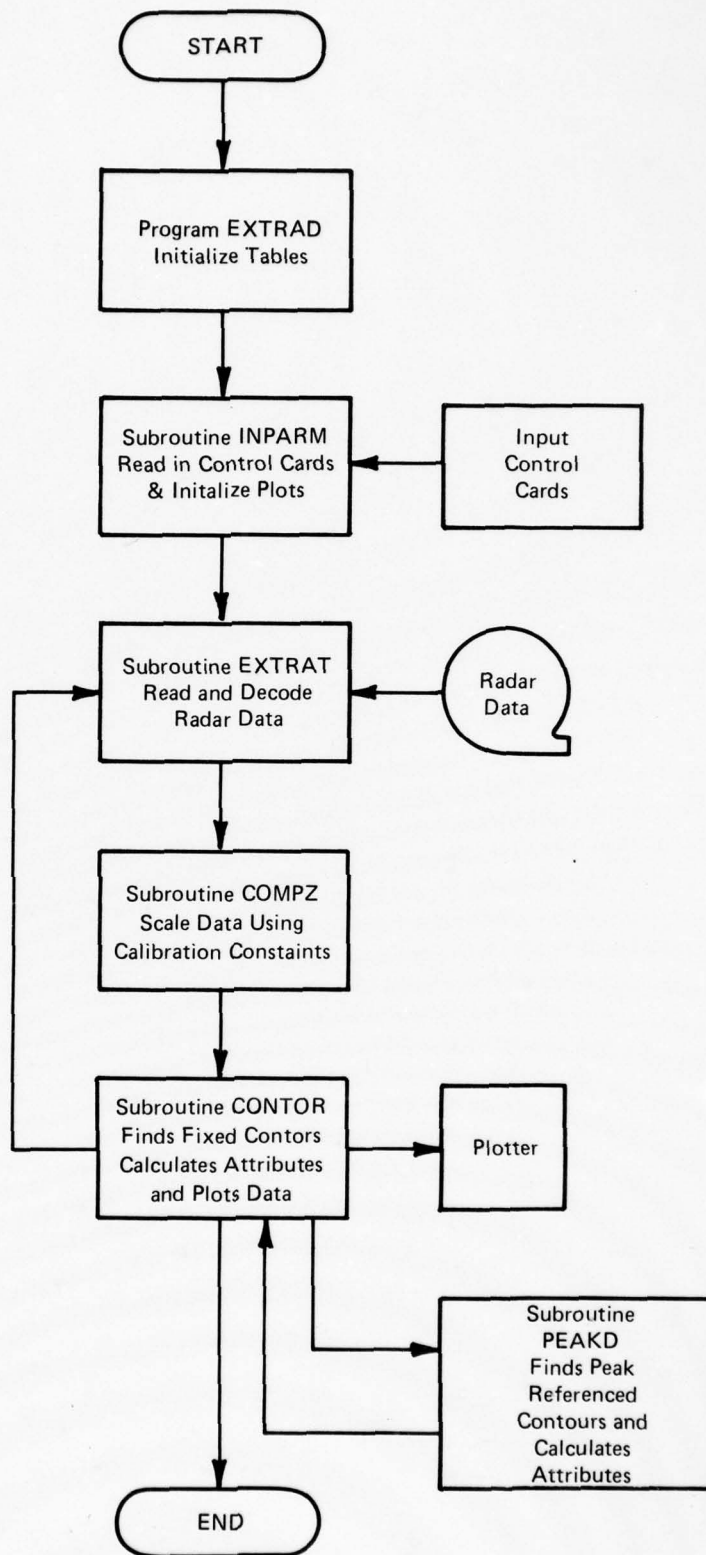 START
Program EXTRAD
Initialize Tables
Subroutine INPARM
Read in Control Cards
& Initalize Plots
Input
Control
Cards
Subroutine EXTRAT
Read and Decode
Radar Data
Radar
Data
Subroutine COMPZ
Scale Data Using
Calibration Constaints
Subroutine CONTOR
Finds Fixed Contors
Calculates Attributes
and Plots Data
Plotter
Subroutine
PEAKD
Finds Peak
Referenced
Contours and
Calculates
Attributes
END